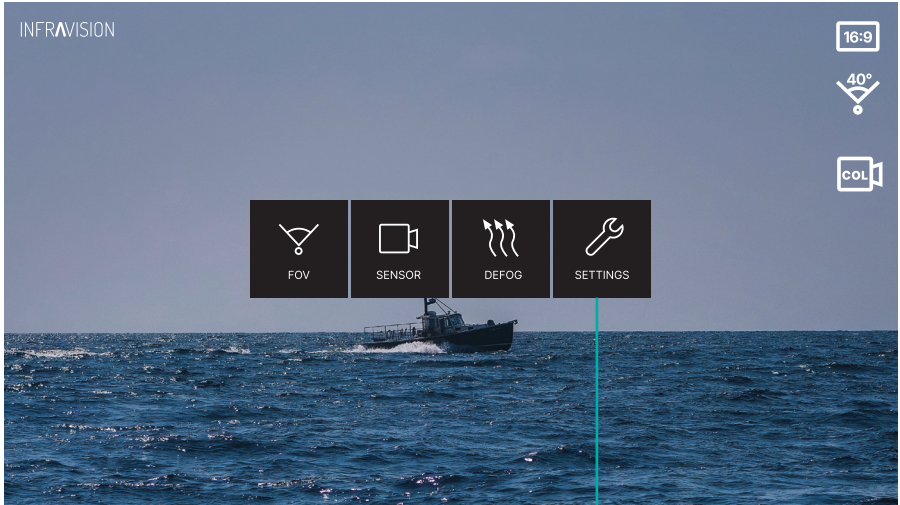 INFRAVISION
16:9
40°
COL
FOV
SENSOR
DEFOG
SETTINGS